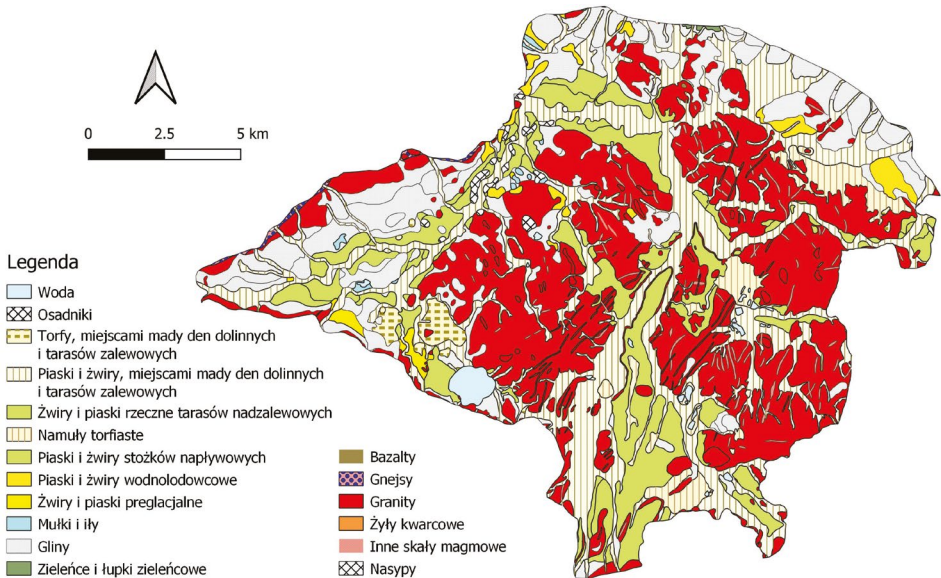 0 2.5 5 km
Legenda
Woda
Osadniki
Torfy, miejscami mady den dolinnych
i tarasów zalewowych
Piaski i żwiry, miejscami mady den dolinnych
i tarasów zalewowych
Żwiry i piaski rzeczne tarasów nadzalewowych
Namuły torfiaste
Piaski i żwiry stożków napływowych
Piaski i żwiry wodnolodowcowe
Żwiry i piaski preglacjalne
Mułki i iły
Gliny
Zieleńce i łupki zieleńcowe
Bazalty
Gnejsy
Granity
Żyły kwarcowe
Inne skały magmowe
Nasypy